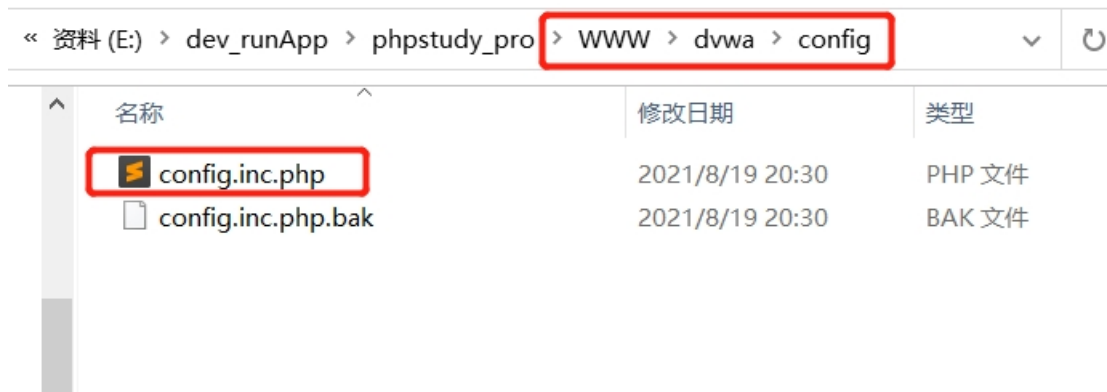 « 资料 (E:) > dev_runApp > phpstudy_pro > WWW > dvwa > config
名称 修改日期 类型
config.inc.php 2021/8/19 20:30 PHP 文件
config.inc.php.bak 2021/8/19 20:30 BAK 文件